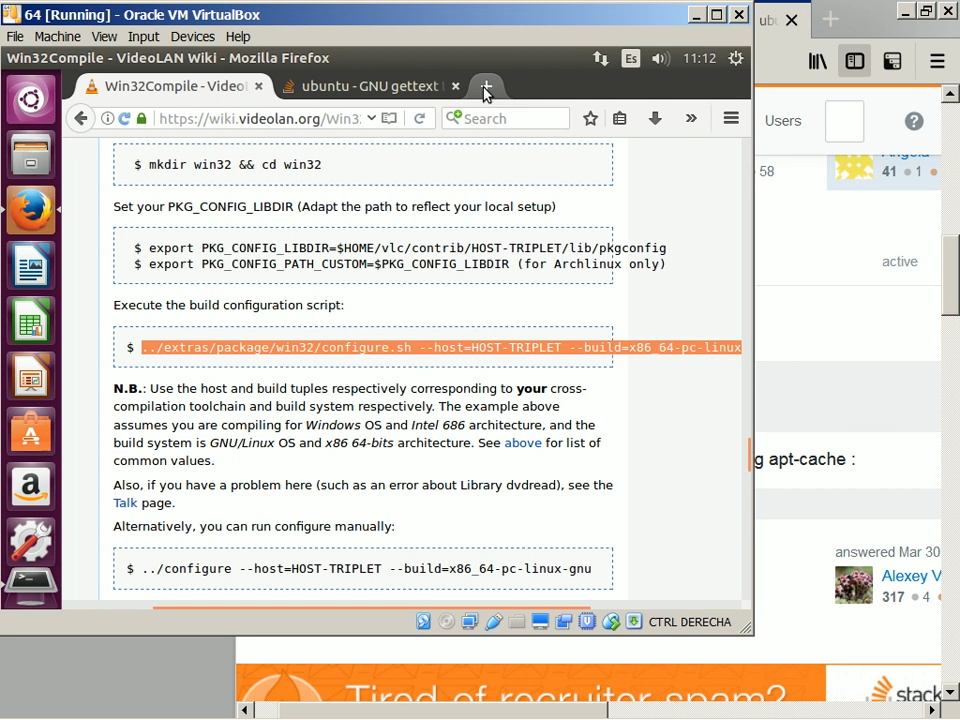 64 [Running] - Oracle VM VirtualBox
File Machine View Input Devices Help
Win32Compile - VideoLAN Wiki - Mozilla Firefox
Es 11:12
Win32Compile - Video
ubuntu - GNU gettext
https://wiki.videolan.org/Win3
Search
$ mkdir win32 && cd win32
Set your PKG_CONFIG_LIBDIR (Adapt the path to reflect your local setup)
$ export PKG_CONFIG_LIBDIR=$HOME/vlc/contrib/HOST-TRIPLET/lib/pkgconfig
$ export PKG_CONFIG_PATH_CUSTOM=$PKG_CONFIG_LIBDIR (for Archlinux only)
Execute the build configuration script:
$ ../extras/package/win32/configure.sh --host=HOST-TRIPLET --build=x86_64-pc-linux
N.B.: Use the host and build tuples respectively corresponding to your cross-
compilation toolchain and build system respectively. The example above
assumes you are compiling for Windows OS and Intel 686 architecture, and the
build system is GNU/Linux OS and x86 64-bits architecture. See above for list of
common values.
Also, if you have a problem here (such as an error about Library dvdread), see the
Talk page.
Alternatively, you can run configure manually:
$ ../configure --host=HOST-TRIPLET --build=x86_64-pc-linux-gnu
CTRL DERECHA
ubu
Users
58
41 1
active
g apt-cache :
answered Mar 30
Alexey V
317 4
Tired of recruiter spam?
stack